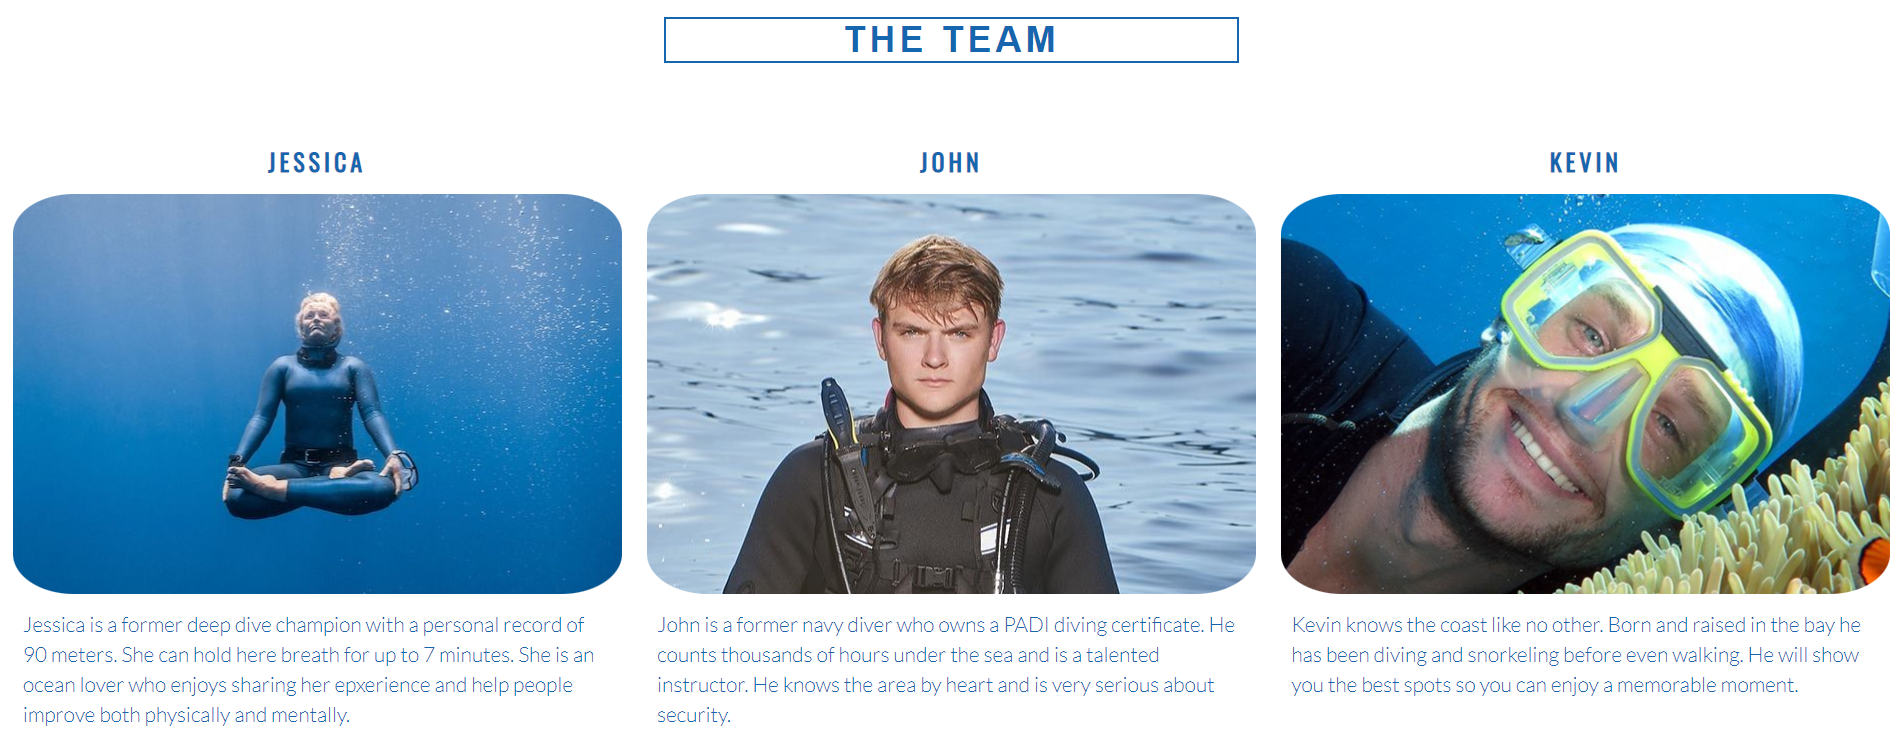 THE TEAM
JESSICA
JOHN
KEVIN
Jessica is a former deep dive champion with a personal record of
90 meters. She can hold here breath for up to 7 minutes. She is an
ocean lover who enjoys sharing her epxerience and help people
improve both physically and mentally.
John is a former navy diver who owns a PADI diving certificate. He
counts thousands of hours under the sea and is a talented
instructor. He knows the area by heart and is very serious about
security.
Kevin knows the coast like no other. Born and raised in the bay he
has been diving and snorkeling before even walking. He will show
you the best spots so you can enjoy a memorable moment.